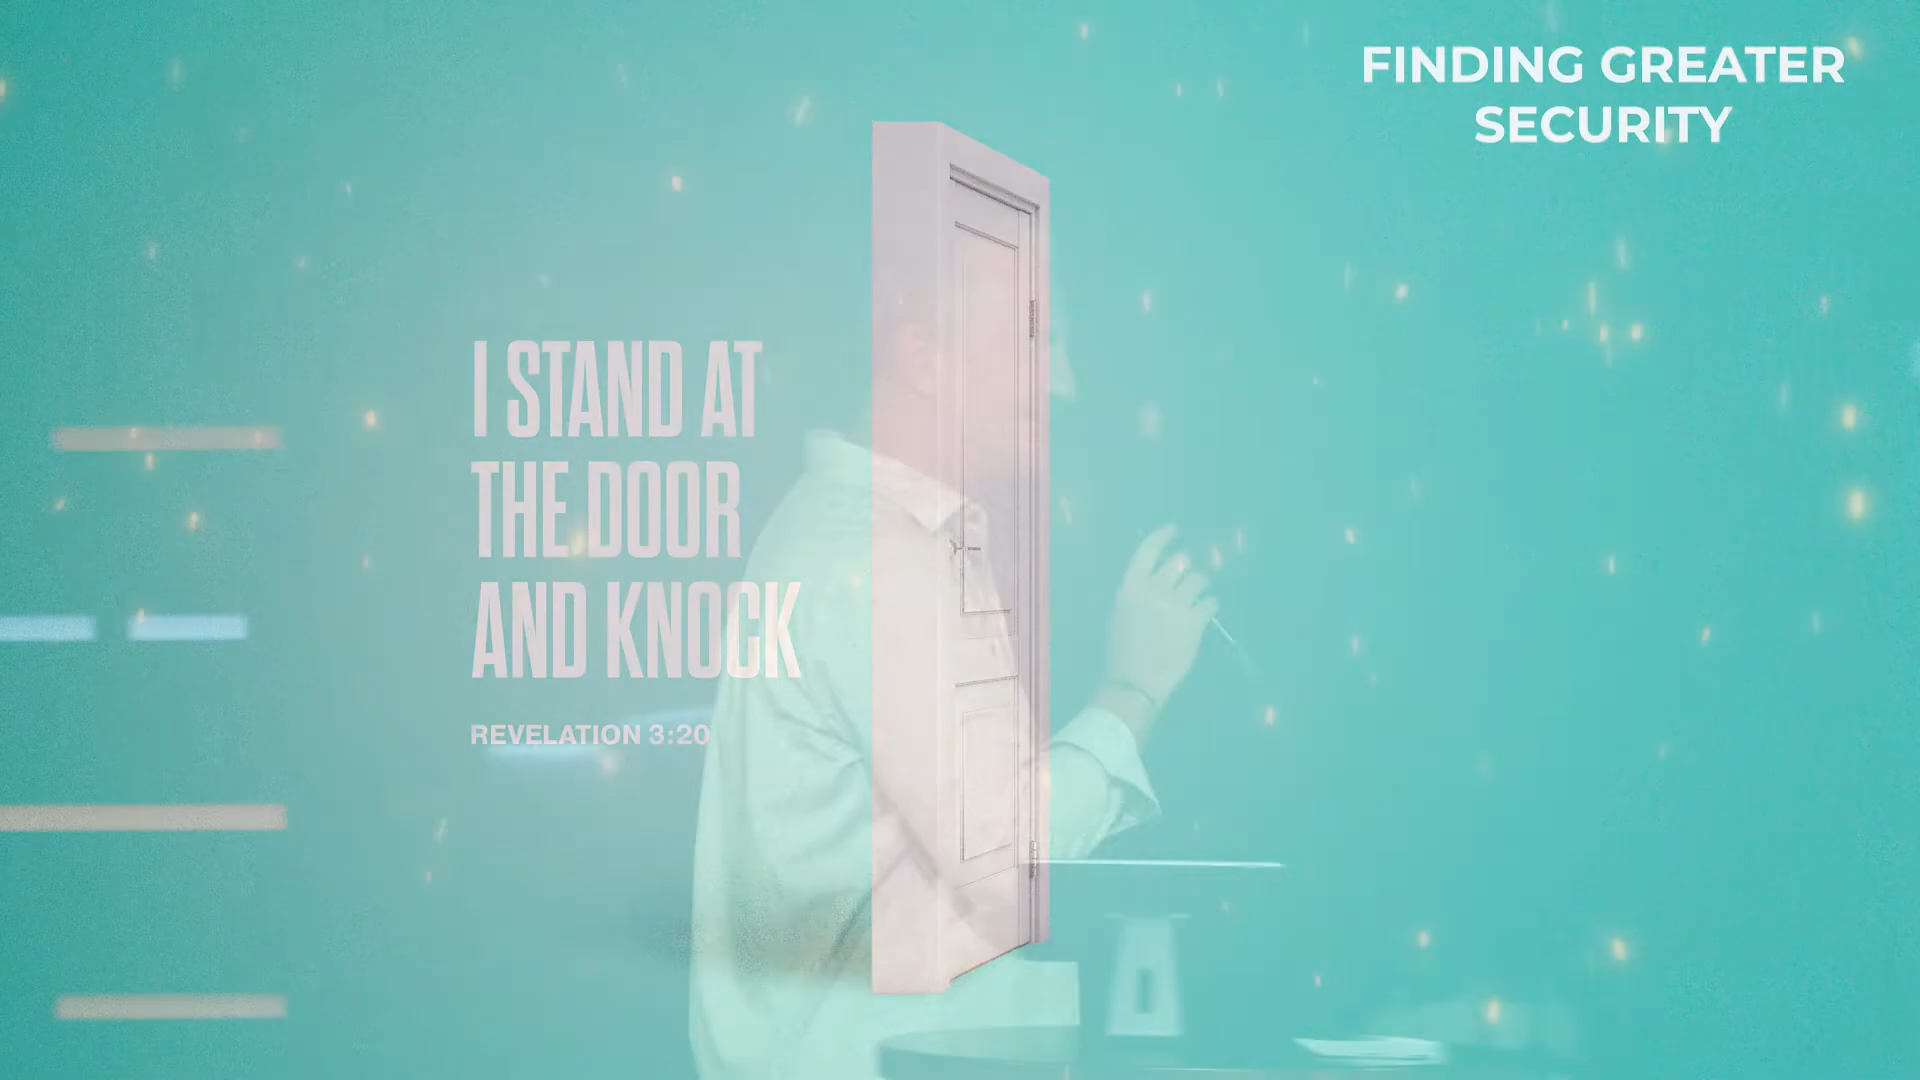 FINDING GREATER
SECURITY
I STAND AT
THE DOOR
AND KNOCK
REVELATION 3:20